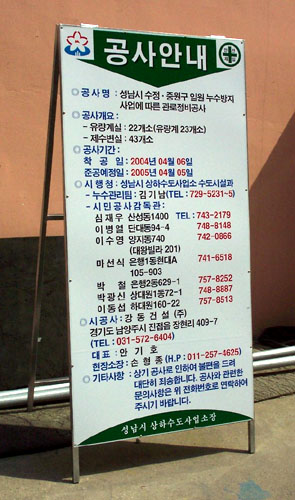 공사안내
◎ 공 사 명 : 성남시 수정·중원구 일원 누수방지
사업에 따른 관로정비공사
◎ 공사개요 :
- 유량계실 : 22개소(유량계 23개소)
- 제수변실 : 43개소
◎ 공사기간 :
착 공 일 : 2004年 04月 06日
준공예정일 : 2005年 04月 05日
◎ 시 행 청 : 성남시 상하수도사업소 수도시설과
- 누수관리팀 : 김 기 남(TEL : 729-5231~5)
- 시 민 공 사 감 독 관 :
심 재 우 산성동1400 TEL : 743-2179
이 병 열 단대동94-4 748-8148
이 수 영 양지동740 742-0866
(대왕빌라 201)
마 선 식 은행1동현대A 741-6518
105-903
박 철 은행2동629-1 757-8252
박 광 신 상대원1동72-1 748-8887
이 동 섭 하대원160-22 757-8513
◎ 시 공 사 : 강 동 건 설 (주)
경기도 남양주시 진접읍 장현리 409-7
(TEL : 031-572-6404)
대 표 : 안 기 호
현장소장 : 손 형 종 (H.P : 011-257-4625)
◎ 기타사항 : 상기 공사로 인하여 불편을 드려
대단히 죄송합니다. 공사와 관련한
문의사항은 위 전화번호로 연락하여
주시기 바랍니다.
성남시 상하수도사업소장